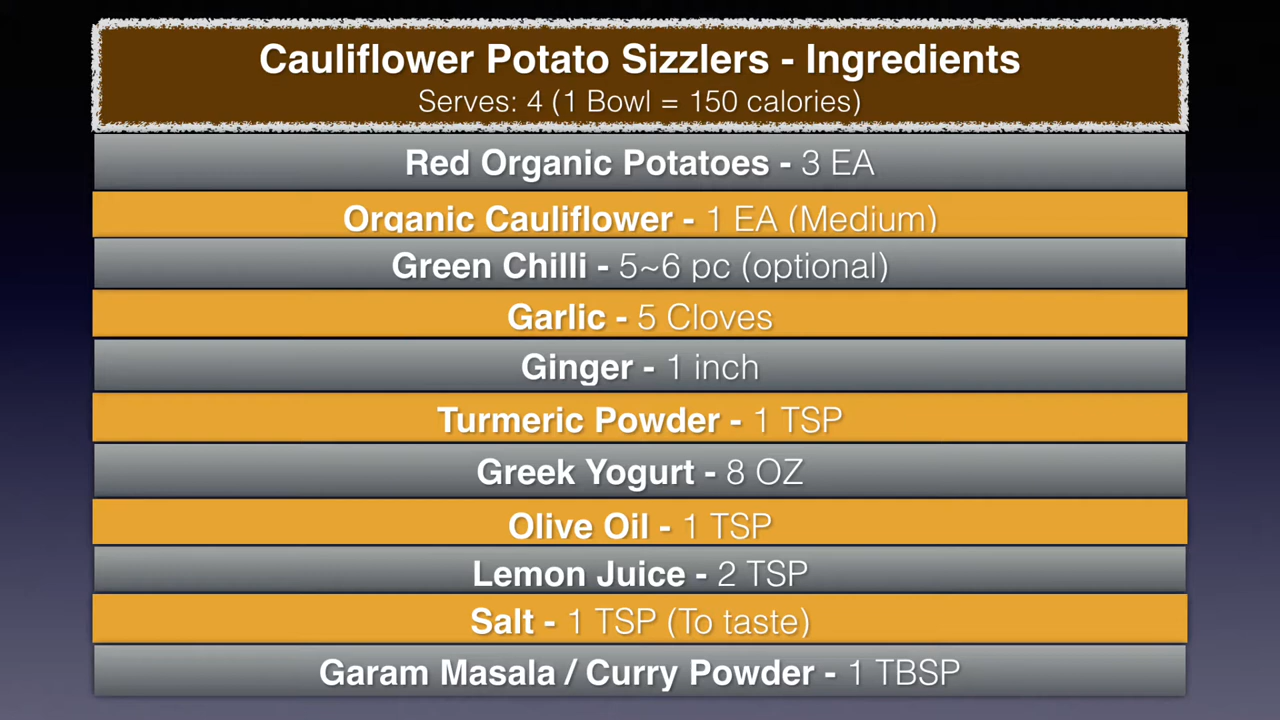 Cauliflower Potato Sizzlers - Ingredients
Serves: 4 (1 Bowl = 150 calories)
Red Organic Potatoes - 3 EA
Organic Cauliflower - 1 EA (Medium)
Green Chilli - 5~6 pc (optional)
Garlic - 5 Cloves
Ginger - 1 inch
Turmeric Powder - 1 TSP
Greek Yogurt - 8 OZ
Olive Oil - 1 TSP
Lemon Juice - 2 TSP
Salt - 1 TSP (To taste)
Garam Masala / Curry Powder - 1 TBSP